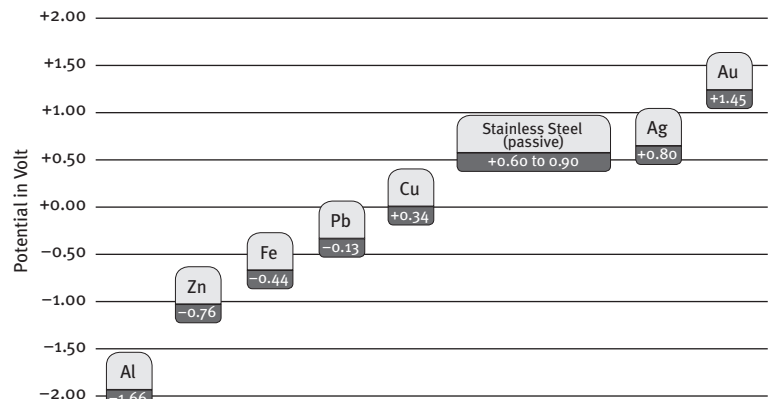 +2.00
+1.50
+1.00
+0.50
+0.00
−0.50
−1.00
−1.50
−2.00
Potential in Volt
Al
−1.66
Zn
−0.76
Fe
−0.44
Pb
−0.13
Cu
+0.34
Stainless Steel
(passive)
+0.60 to 0.90
Ag
+0.80
Au
+1.45